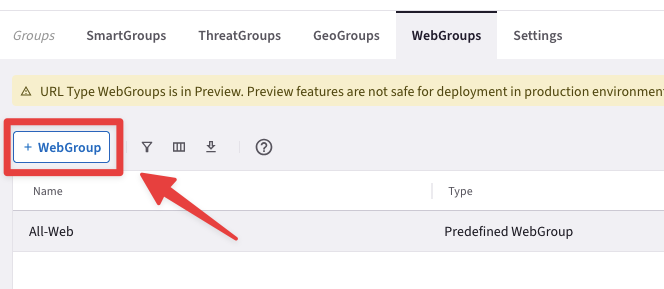 Groups SmartGroups ThreatGroups GeoGroups WebGroups Settings
URL Type WebGroups is in Preview. Preview features are not safe for deployment in production environmen
+ WebGroup
Name Type
All-Web Predefined WebGroup